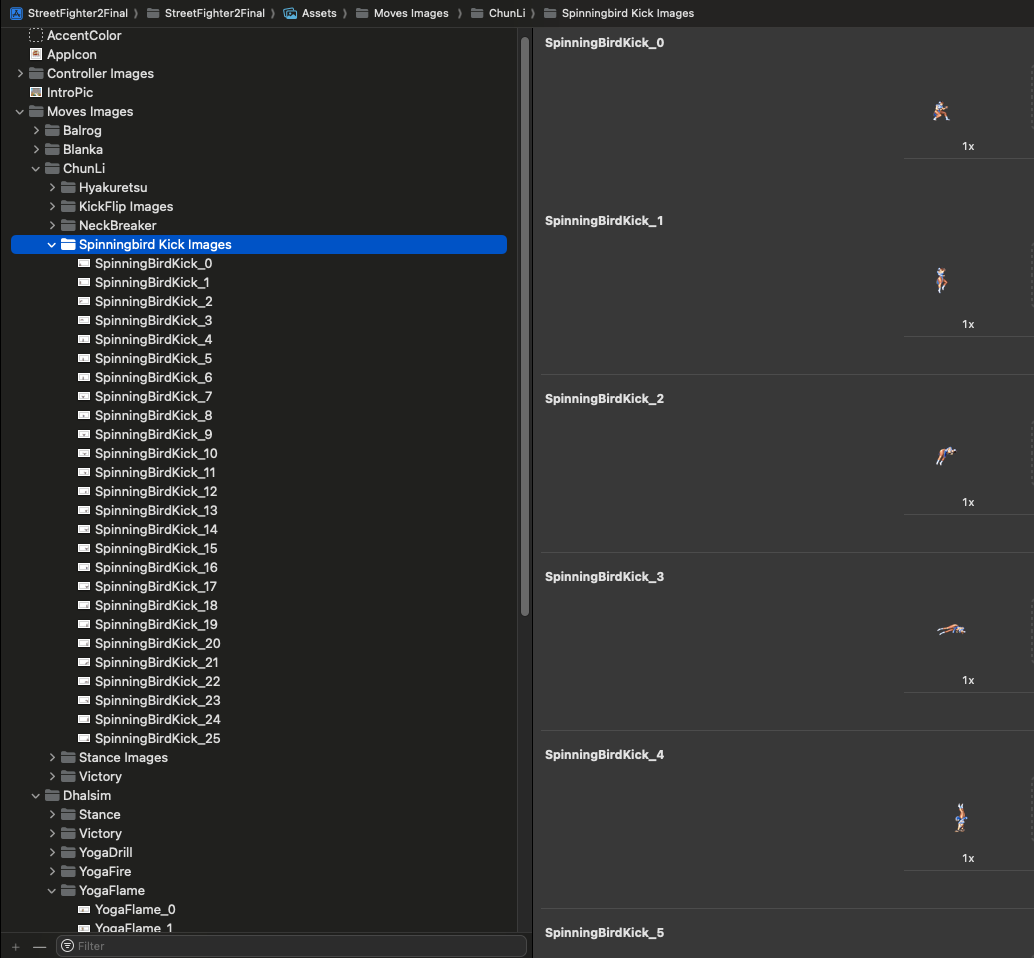 StreetFighter2Final StreetFighter2Final Assets Moves Images ChunLi Spinningbird Kick Images
AccentColor
AppIcon
Controller Images
IntroPic
Moves Images
Balrog
Blanka
ChunLi
Hyakuretsu
KickFlip Images
NeckBreaker
Spinningbird Kick Images
SpinningBirdKick_0
SpinningBirdKick_1
SpinningBirdKick_2
SpinningBirdKick_3
SpinningBirdKick_4
SpinningBirdKick_5
SpinningBirdKick_6
SpinningBirdKick_7
SpinningBirdKick_8
SpinningBirdKick_9
SpinningBirdKick_10
SpinningBirdKick_11
SpinningBirdKick_12
SpinningBirdKick_13
SpinningBirdKick_14
SpinningBirdKick_15
SpinningBirdKick_16
SpinningBirdKick_17
SpinningBirdKick_18
SpinningBirdKick_19
SpinningBirdKick_20
SpinningBirdKick_21
SpinningBirdKick_22
SpinningBirdKick_23
SpinningBirdKick_24
SpinningBirdKick_25
Stance Images
Victory
Dhalsim
Stance
Victory
YogaDrill
YogaFire
YogaFlame
YogaFlame_0
YogaFlame_1
Filter
SpinningBirdKick_0
1x
SpinningBirdKick_1
1x
SpinningBirdKick_2
1x
SpinningBirdKick_3
1x
SpinningBirdKick_4
1x
SpinningBirdKick_5